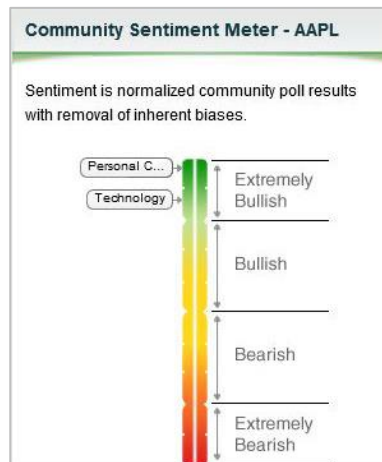 Community Sentiment Meter - AAPL
Sentiment is normalized community poll results
with removal of inherent biases.
Personal C...
Extremely
Bullish
Technology
Bullish
Bearish
Extremely
Bearish